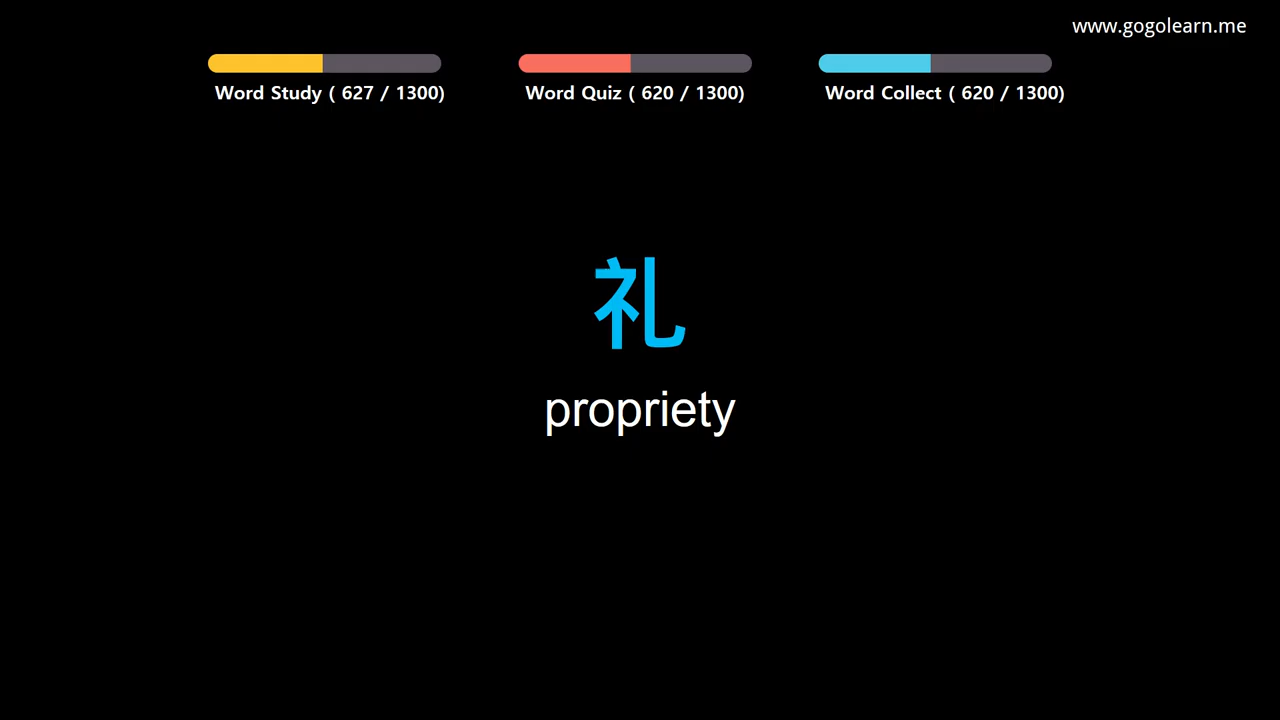 www.gogolearn.me
Word Study ( 627 / 1300)
Word Quiz ( 620 / 1300)
Word Collect ( 620 / 1300)
礼
propriety